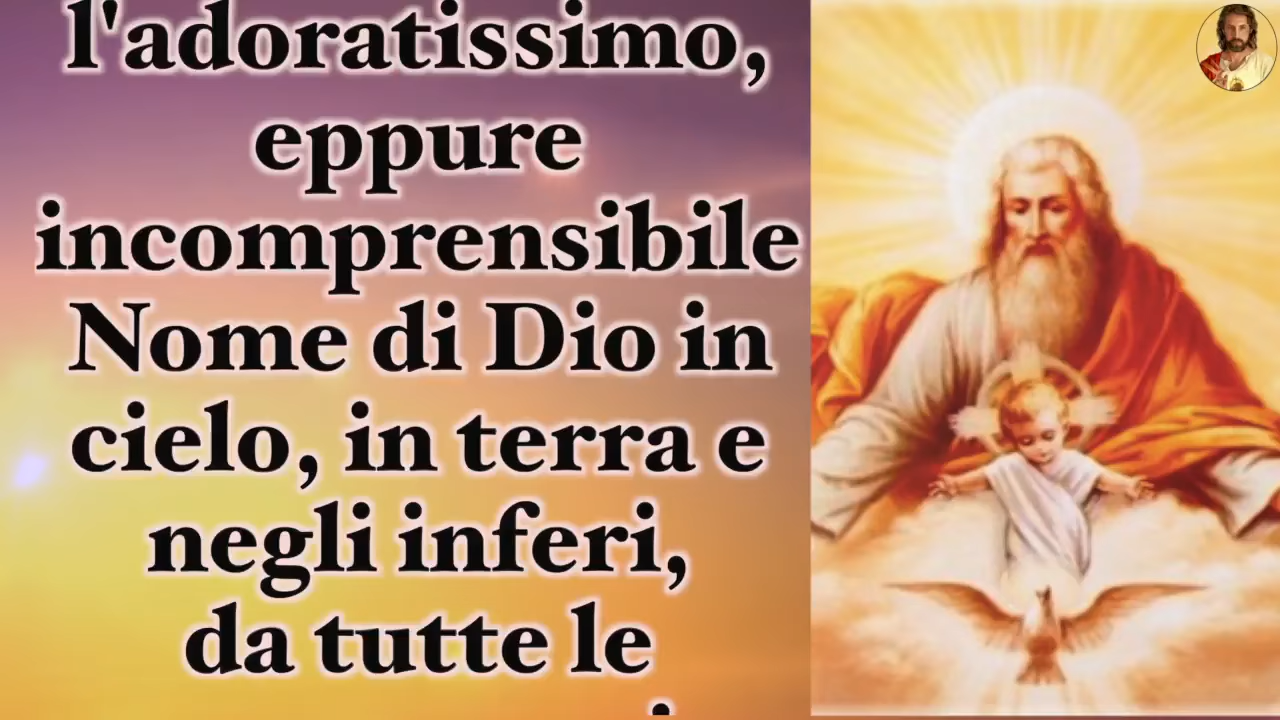 l'adoratissimo,
eppure
incomprensibile
Nome di Dio in
cielo, in terra e
negli inferi,
da tutte le